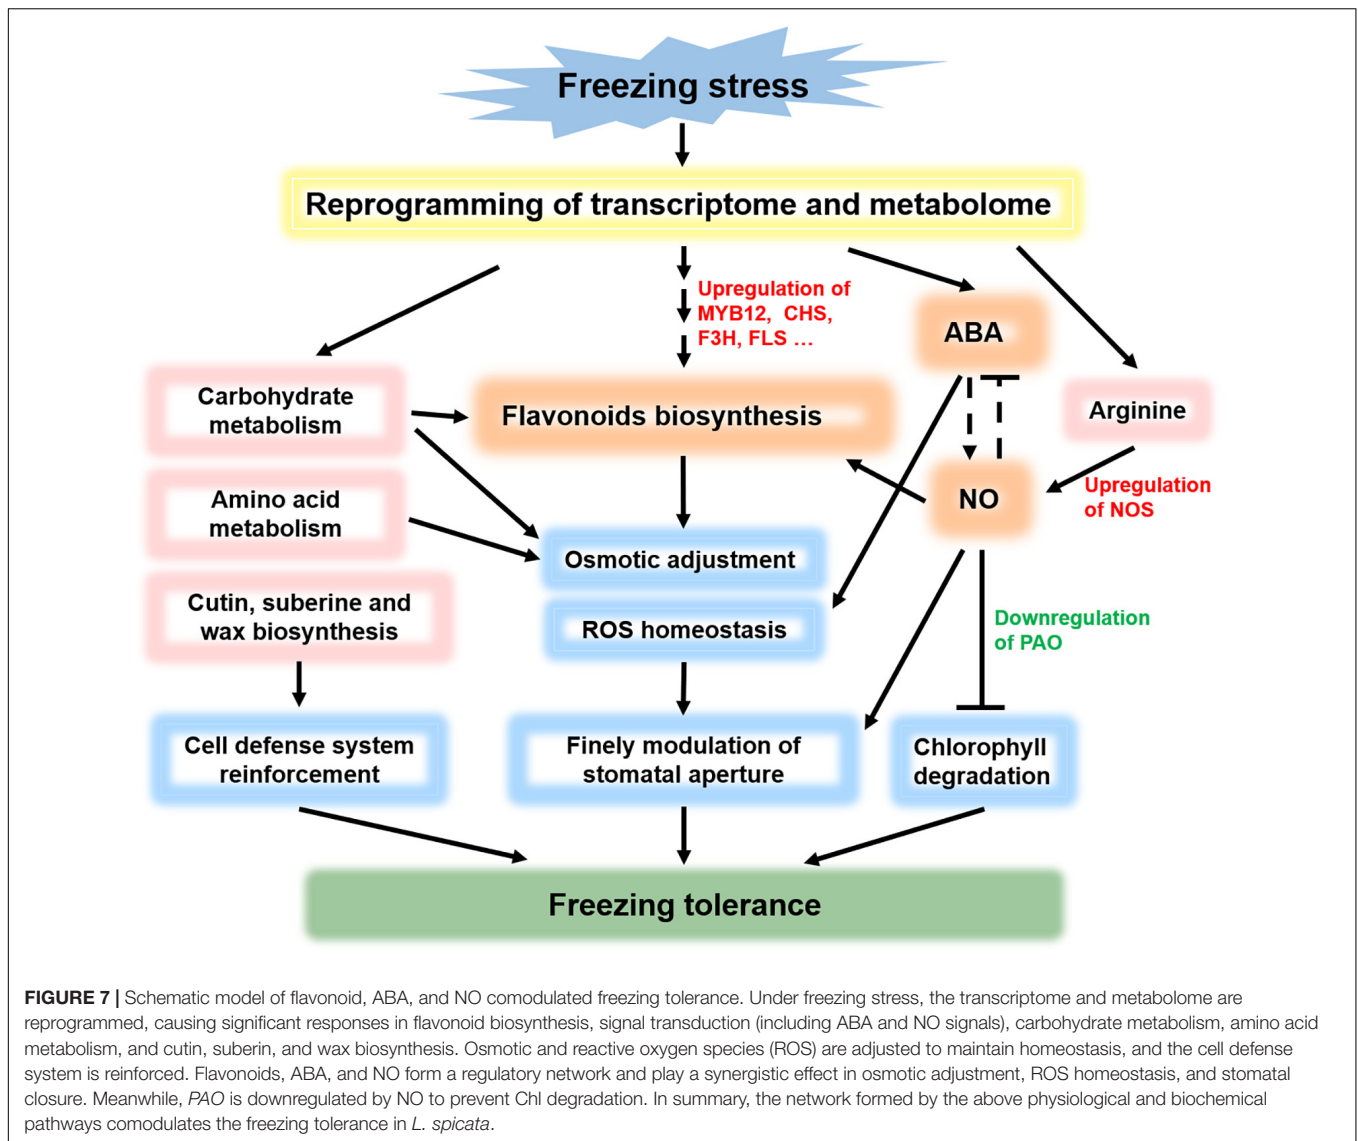 Freezing stress
Reprogramming of transcriptome and metabolome
Upregulation of
MYB12, CHS,
F3H, FLS ...
ABA
Carbohydrate
metabolism
Flavonoids biosynthesis
Arginine
Amino acid
metabolism
NO
Upregulation
of NOS
Osmotic adjustment
Cutin, suberine and
wax biosynthesis
ROS homeostasis
Downregulation
of PAO
Cell defense system
reinforcement
Finely modulation of
stomatal aperture
Chlorophyll
degradation
Freezing tolerance
FIGURE 7 | Schematic model of flavonoid, ABA, and NO comodulated freezing tolerance. Under freezing stress, the transcriptome and metabolome are
reprogrammed, causing significant responses in flavonoid biosynthesis, signal transduction (including ABA and NO signals), carbohydrate metabolism, amino acid
metabolism, and cutin, suberin, and wax biosynthesis. Osmotic and reactive oxygen species (ROS) are adjusted to maintain homeostasis, and the cell defense
system is reinforced. Flavonoids, ABA, and NO form a regulatory network and play a synergistic effect in osmotic adjustment, ROS homeostasis, and stomatal
closure. Meanwhile, PAO is downregulated by NO to prevent Chl degradation. In summary, the network formed by the above physiological and biochemical
pathways comodulates the freezing tolerance in L. spicata.